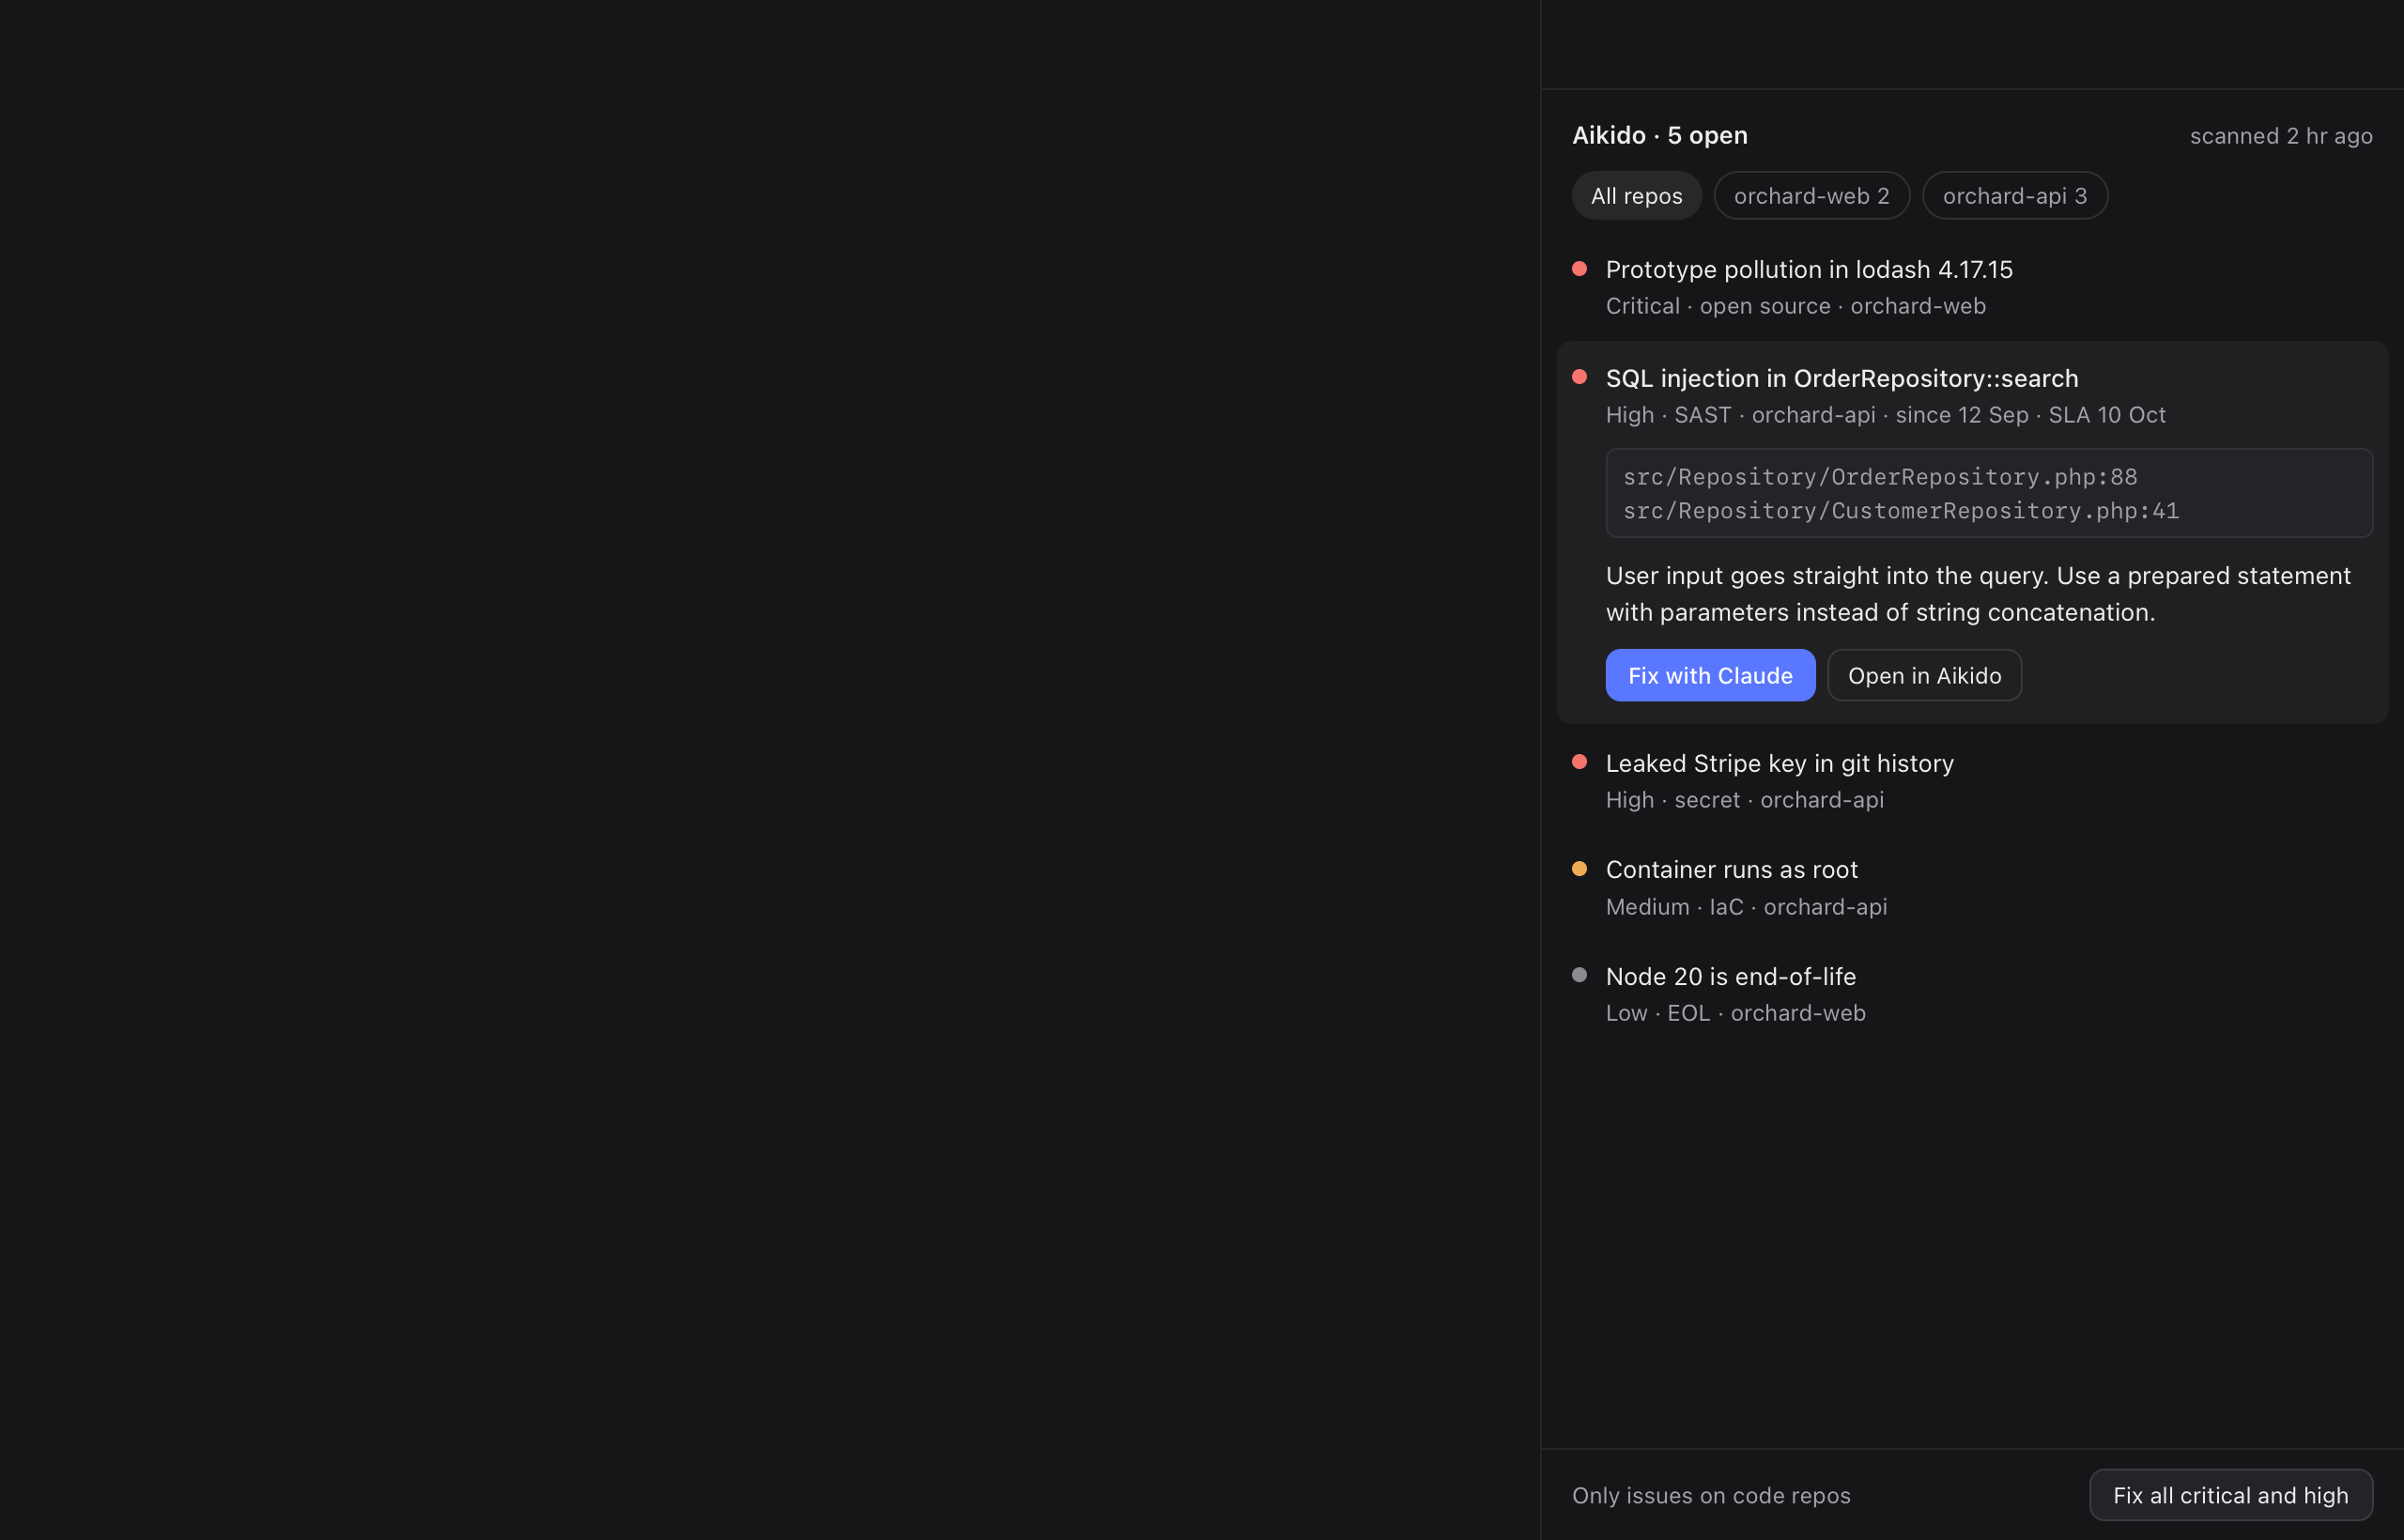 Aikido · 5 open
scanned 2 hr ago
All repos
orchard-web 2
orchard-api 3
Prototype pollution in lodash 4.17.15
Critical · open source · orchard-web
SQL injection in OrderRepository::search
High · SAST · orchard-api · since 12 Sep · SLA 10 Oct
src/Repository/OrderRepository.php:88
src/Repository/CustomerRepository.php:41
User input goes straight into the query. Use a prepared statement
with parameters instead of string concatenation.
Fix with Claude
Open in Aikido
Leaked Stripe key in git history
High · secret · orchard-api
Container runs as root
Medium · IaC · orchard-api
Node 20 is end-of-life
Low · EOL · orchard-web
Only issues on code repos
Fix all critical and high